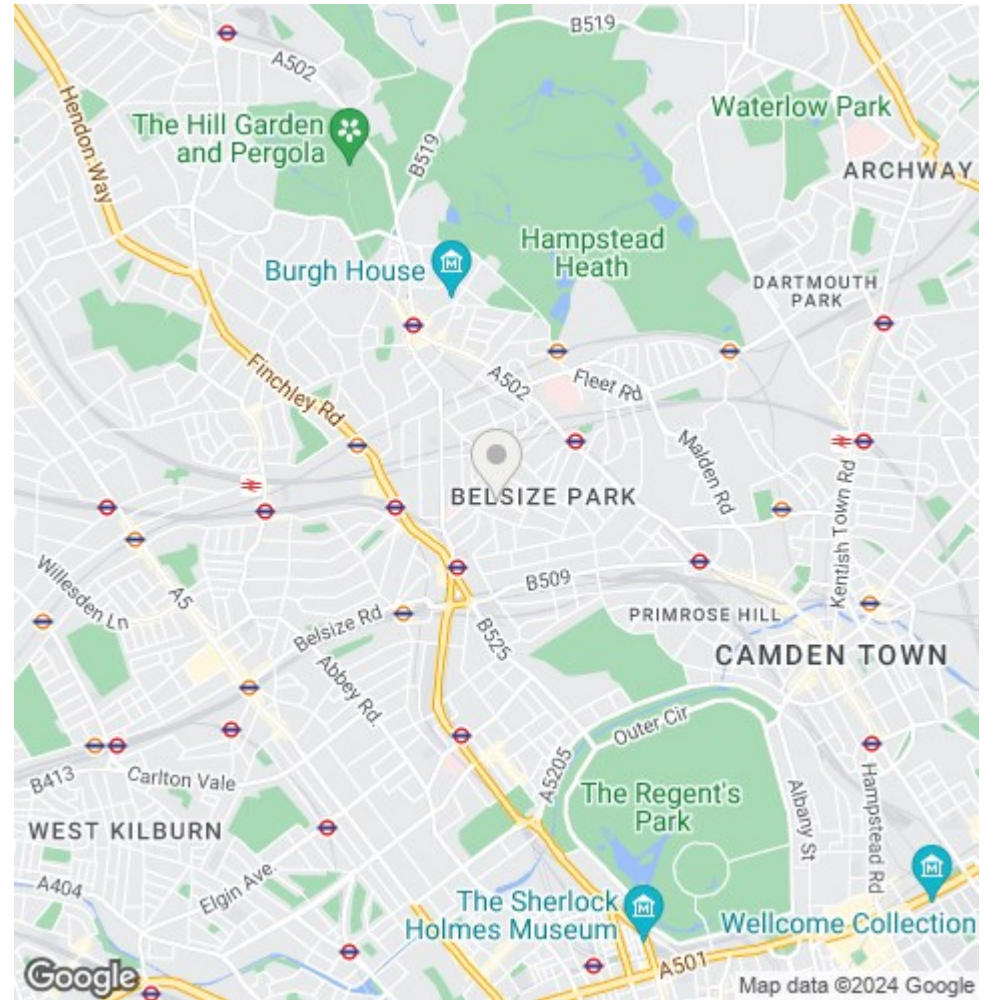 B519
A502
Hendon Way
The Hill Garden
and Pergola
B519
Waterlow Park
ARCHWAY
Burgh House
Hampstead
Heath
DARTMOUTH
PARK
Finchley Rd
A502
Fleet Rd
Malden Rd
BELSIZE PARK
Kentish Town Rd
Willesden Ln
A5
B509
Belsize Rd
B525
PRIMROSE HILL
Abbey Rd.
CAMDEN TOWN
Outer Cir
B413
Carlton Vale
A5205
The Regent's
Park
Albany St
Hampstead Rd
WEST KILBURN
A404
Elgin Ave.
The Sherlock
Holmes Museum
Wellcome Collection
A501
Google
Map data ©2024 Google